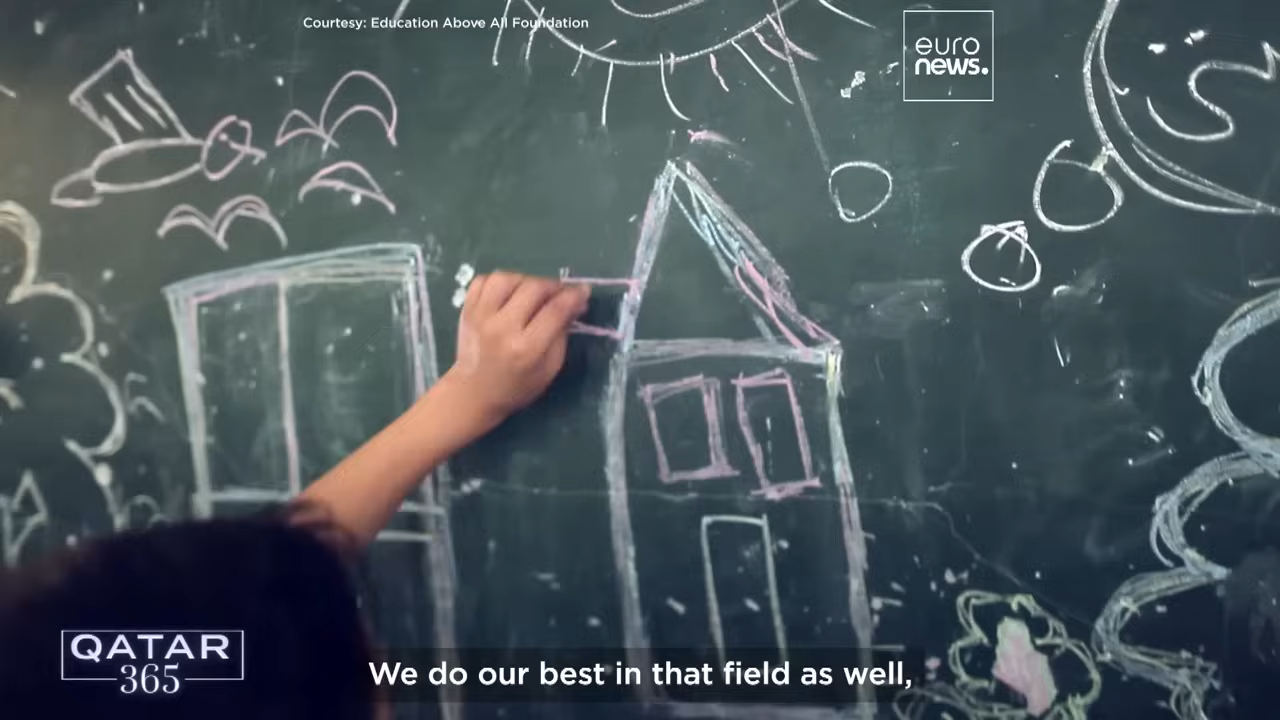 Courtesy: Education Above All Foundation
euro
news.
QATAR
365
We do our best in that field as well,